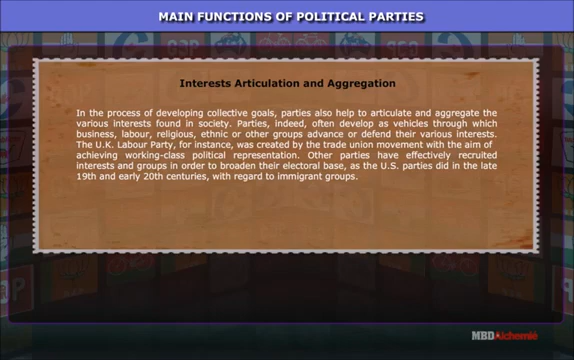 MAIN FUNCTIONS OF POLITICAL PARTIES
Interests Articulation and Aggregation
In the process of developing collective goals, parties also help to articulate and aggregate the
various interests found in society. Parties, indeed, often develop as vehicles through which
business, labour, religious, ethnic or other groups advance or defend their various interests.
The U.K. Labour Party, for instance, was created by the trade union movement with the aim of
achieving working-class political representation. Other parties have effectively recruited
interests and groups in order to broaden their electoral base, as the U.S. parties did in the late
19th and early 20th centuries, with regard to immigrant groups.
MBDAlchemie